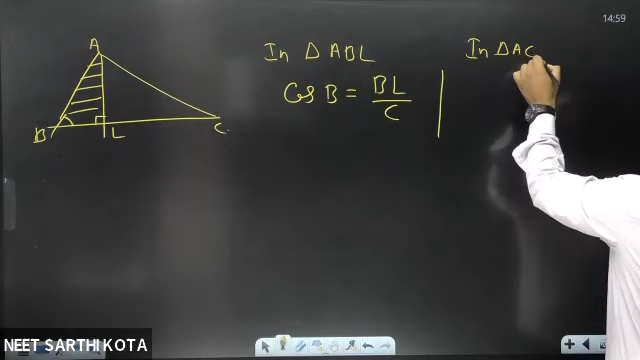 14:59
A
In Δ ABL
In Δ AC
Cos B = BL
C
B
L
C
NEET SARTHI KOTA